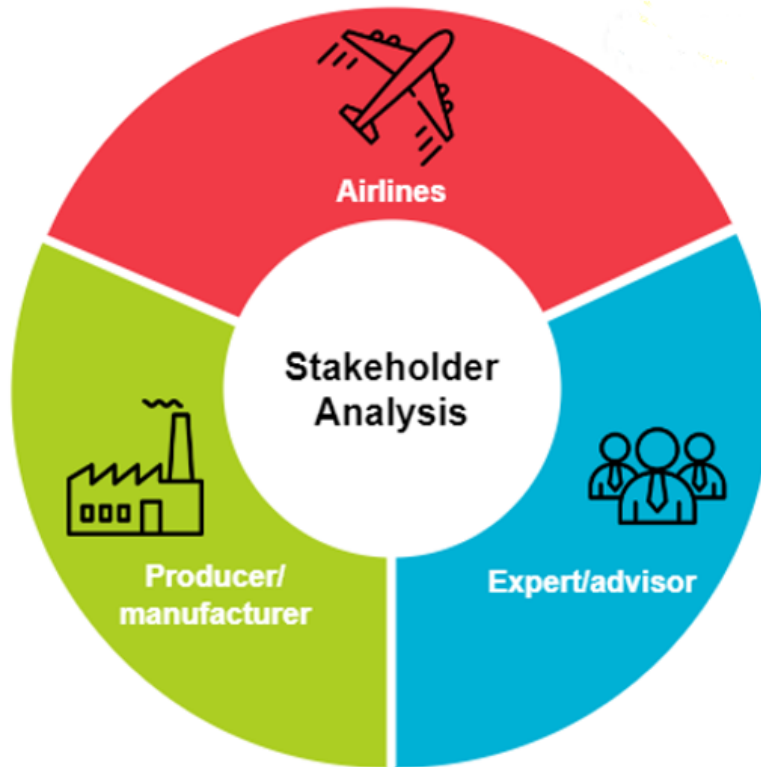 Airlines
Stakeholder
Analysis
Producer/
manufacturer
Expert/advisor